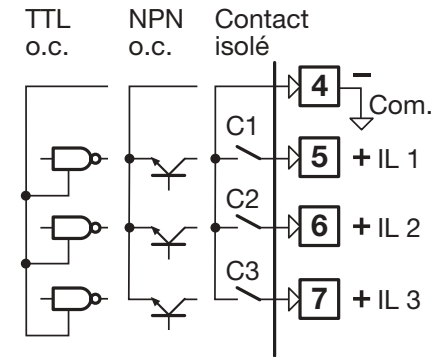 TTL o.c.
NPN o.c.
Contact isolé
4 −
Com.
C1
5 + IL 1
C2
6 + IL 2
C3
7 + IL 3